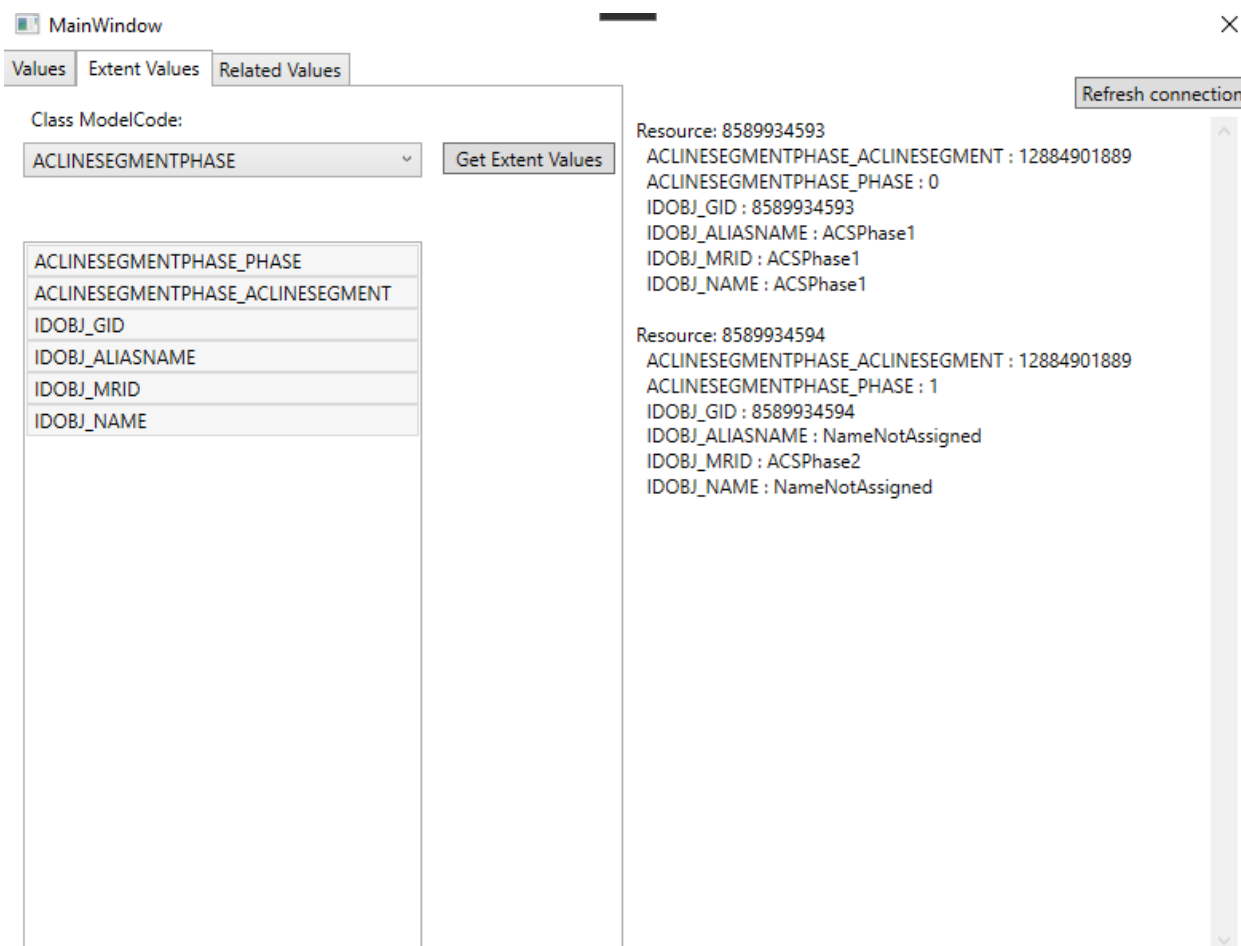 MainWindow
Values
Extent Values
Related Values
Refresh connection
Class ModelCode:
ACLINESEGMENTPHASE
Get Extent Values
ACLINESEGMENTPHASE_PHASE
ACLINESEGMENTPHASE_ACLINESEGMENT
IDOBJ_GID
IDOBJ_ALIASNAME
IDOBJ_MRID
IDOBJ_NAME
Resource: 8589934593
ACLINESEGMENTPHASE_ACLINESEGMENT : 12884901889
ACLINESEGMENTPHASE_PHASE : 0
IDOBJ_GID : 8589934593
IDOBJ_ALIASNAME : ACSPhase1
IDOBJ_MRID : ACSPhase1
IDOBJ_NAME : ACSPhase1
Resource: 8589934594
ACLINESEGMENTPHASE_ACLINESEGMENT : 12884901889
ACLINESEGMENTPHASE_PHASE : 1
IDOBJ_GID : 8589934594
IDOBJ_ALIASNAME : NameNotAssigned
IDOBJ_MRID : ACSPhase2
IDOBJ_NAME : NameNotAssigned